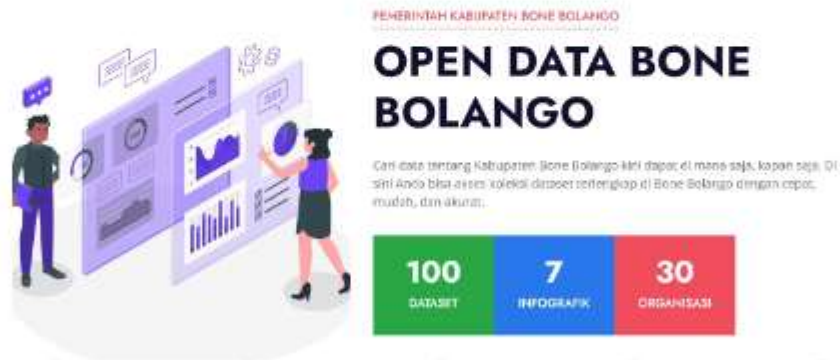 PEMERINTAH KABUPATEN BONE BOLANGO
OPEN DATA BONE
BOLANGO
Cari data tentang Kabupaten Bone Bolango kini dapat di mana saja, kapan saja. Di
sini Anda bisa akses koleksi dataset terlengkap di Bone Bolango dengan cepat,
mudah, dan akurat.
100
DATASET
7
INFOGRAFIK
30
ORGANISASI